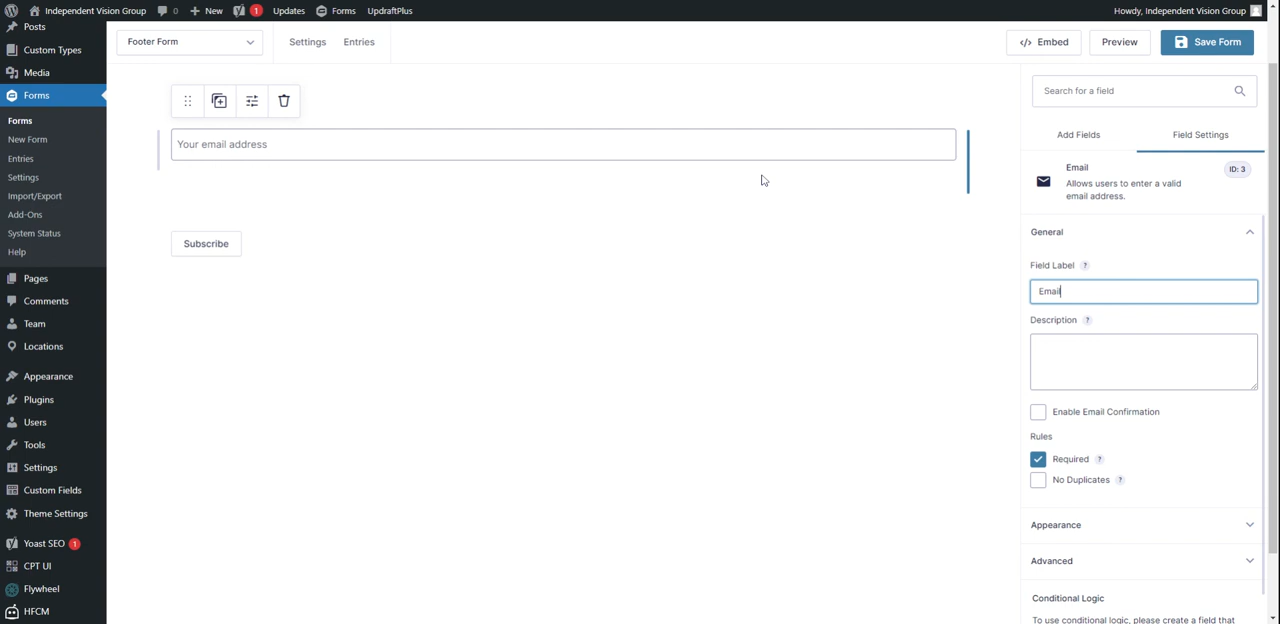 Independent Vision Group
0
New
1
Updates
Forms
UpdraftPlus
Howdy, Independent Vision Group
Posts
Custom Types
Media
Forms
Forms
New Form
Entries
Settings
Import/Export
Add-Ons
System Status
Help
Pages
Comments
Team
Locations
Appearance
Plugins
Users
Tools
Settings
Custom Fields
Theme Settings
Yoast SEO 1
CPT UI
Flywheel
HFCM
Footer Form
Settings
Entries
</> Embed
Preview
Save Form
Your email address
Subscribe
Search for a field
Add Fields
Field Settings
Email
ID: 3
Allows users to enter a valid
email address.
General
Field Label ?
Email
Description ?
Enable Email Confirmation
Rules
Required ?
No Duplicates ?
Appearance
Advanced
Conditional Logic
To use conditional logic, please create a field that